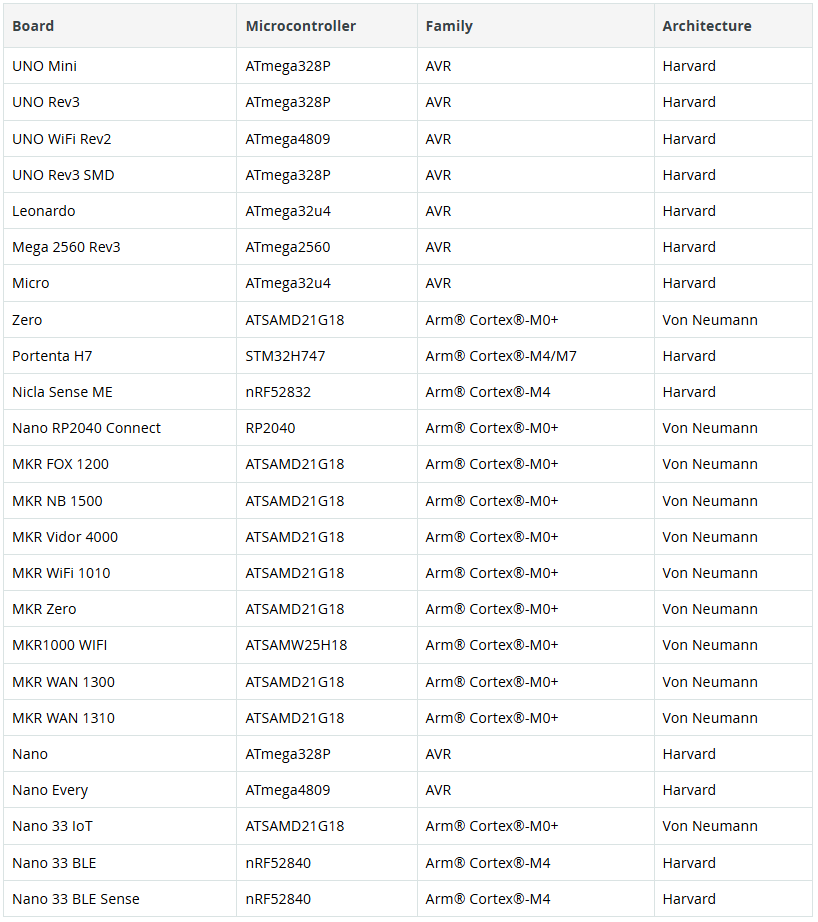 Board Microcontroller Family Architecture
UNO Mini ATmega328P AVR Harvard
UNO Rev3 ATmega328P AVR Harvard
UNO WiFi Rev2 ATmega4809 AVR Harvard
UNO Rev3 SMD ATmega328P AVR Harvard
Leonardo ATmega32u4 AVR Harvard
Mega 2560 Rev3 ATmega2560 AVR Harvard
Micro ATmega32u4 AVR Harvard
Zero ATSAMD21G18 Arm® Cortex®-M0+ Von Neumann
Portenta H7 STM32H747 Arm® Cortex®-M4/M7 Harvard
Nicla Sense ME nRF52832 Arm® Cortex®-M4 Harvard
Nano RP2040 Connect RP2040 Arm® Cortex®-M0+ Von Neumann
MKR FOX 1200 ATSAMD21G18 Arm® Cortex®-M0+ Von Neumann
MKR NB 1500 ATSAMD21G18 Arm® Cortex®-M0+ Von Neumann
MKR Vidor 4000 ATSAMD21G18 Arm® Cortex®-M0+ Von Neumann
MKR WiFi 1010 ATSAMD21G18 Arm® Cortex®-M0+ Von Neumann
MKR Zero ATSAMD21G18 Arm® Cortex®-M0+ Von Neumann
MKR1000 WIFI ATSAMW25H18 Arm® Cortex®-M0+ Von Neumann
MKR WAN 1300 ATSAMD21G18 Arm® Cortex®-M0+ Von Neumann
MKR WAN 1310 ATSAMD21G18 Arm® Cortex®-M0+ Von Neumann
Nano ATmega328P AVR Harvard
Nano Every ATmega4809 AVR Harvard
Nano 33 IoT ATSAMD21G18 Arm® Cortex®-M0+ Von Neumann
Nano 33 BLE nRF52840 Arm® Cortex®-M4 Harvard
Nano 33 BLE Sense nRF52840 Arm® Cortex®-M4 Harvard